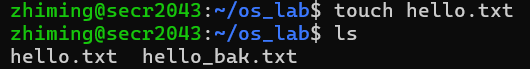 zhiming@secr2043:~/os_lab$ touch hello.txt
zhiming@secr2043:~/os_lab$ ls
hello.txt  hello_bak.txt